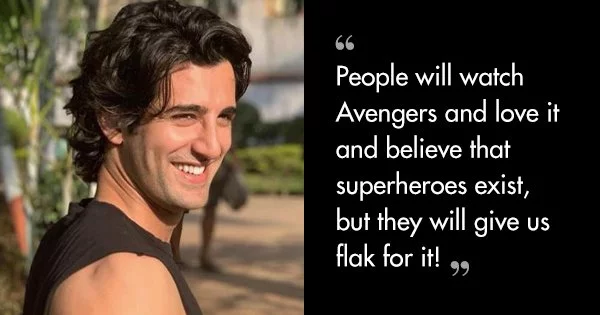 “
People will watch
Avengers and love it
and believe that
superheroes exist,
but they will give us
flak for it! ”